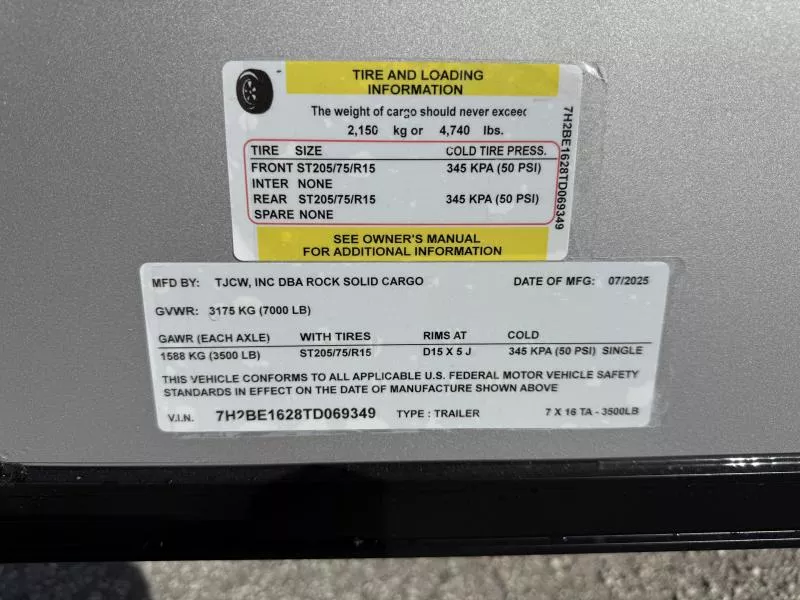 TIRE AND LOADING
INFORMATION
The weight of cargo should never exceed
2,150 kg or 4,740 lbs.
TIRE SIZE COLD TIRE PRESS.
FRONT ST205/75/R15 345 KPA (50 PSI)
INTER NONE
REAR ST205/75/R15 345 KPA (50 PSI)
SPARE NONE
SEE OWNER'S MANUAL
FOR ADDITIONAL INFORMATION
7H2BE1628TD069349
MFD BY: TJCW, INC DBA ROCK SOLID CARGO DATE OF MFG: 07/2025
GVWR: 3175 KG (7000 LB)
GAWR (EACH AXLE) WITH TIRES RIMS AT COLD
1588 KG (3500 LB) ST205/75/R15 D15 X 5 J 345 KPA (50 PSI) SINGLE
THIS VEHICLE CONFORMS TO ALL APPLICABLE U.S. FEDERAL MOTOR VEHICLE SAFETY
STANDARDS IN EFFECT ON THE DATE OF MANUFACTURE SHOWN ABOVE
V.I.N. 7H2BE1628TD069349 TYPE : TRAILER 7 X 16 TA - 3500LB